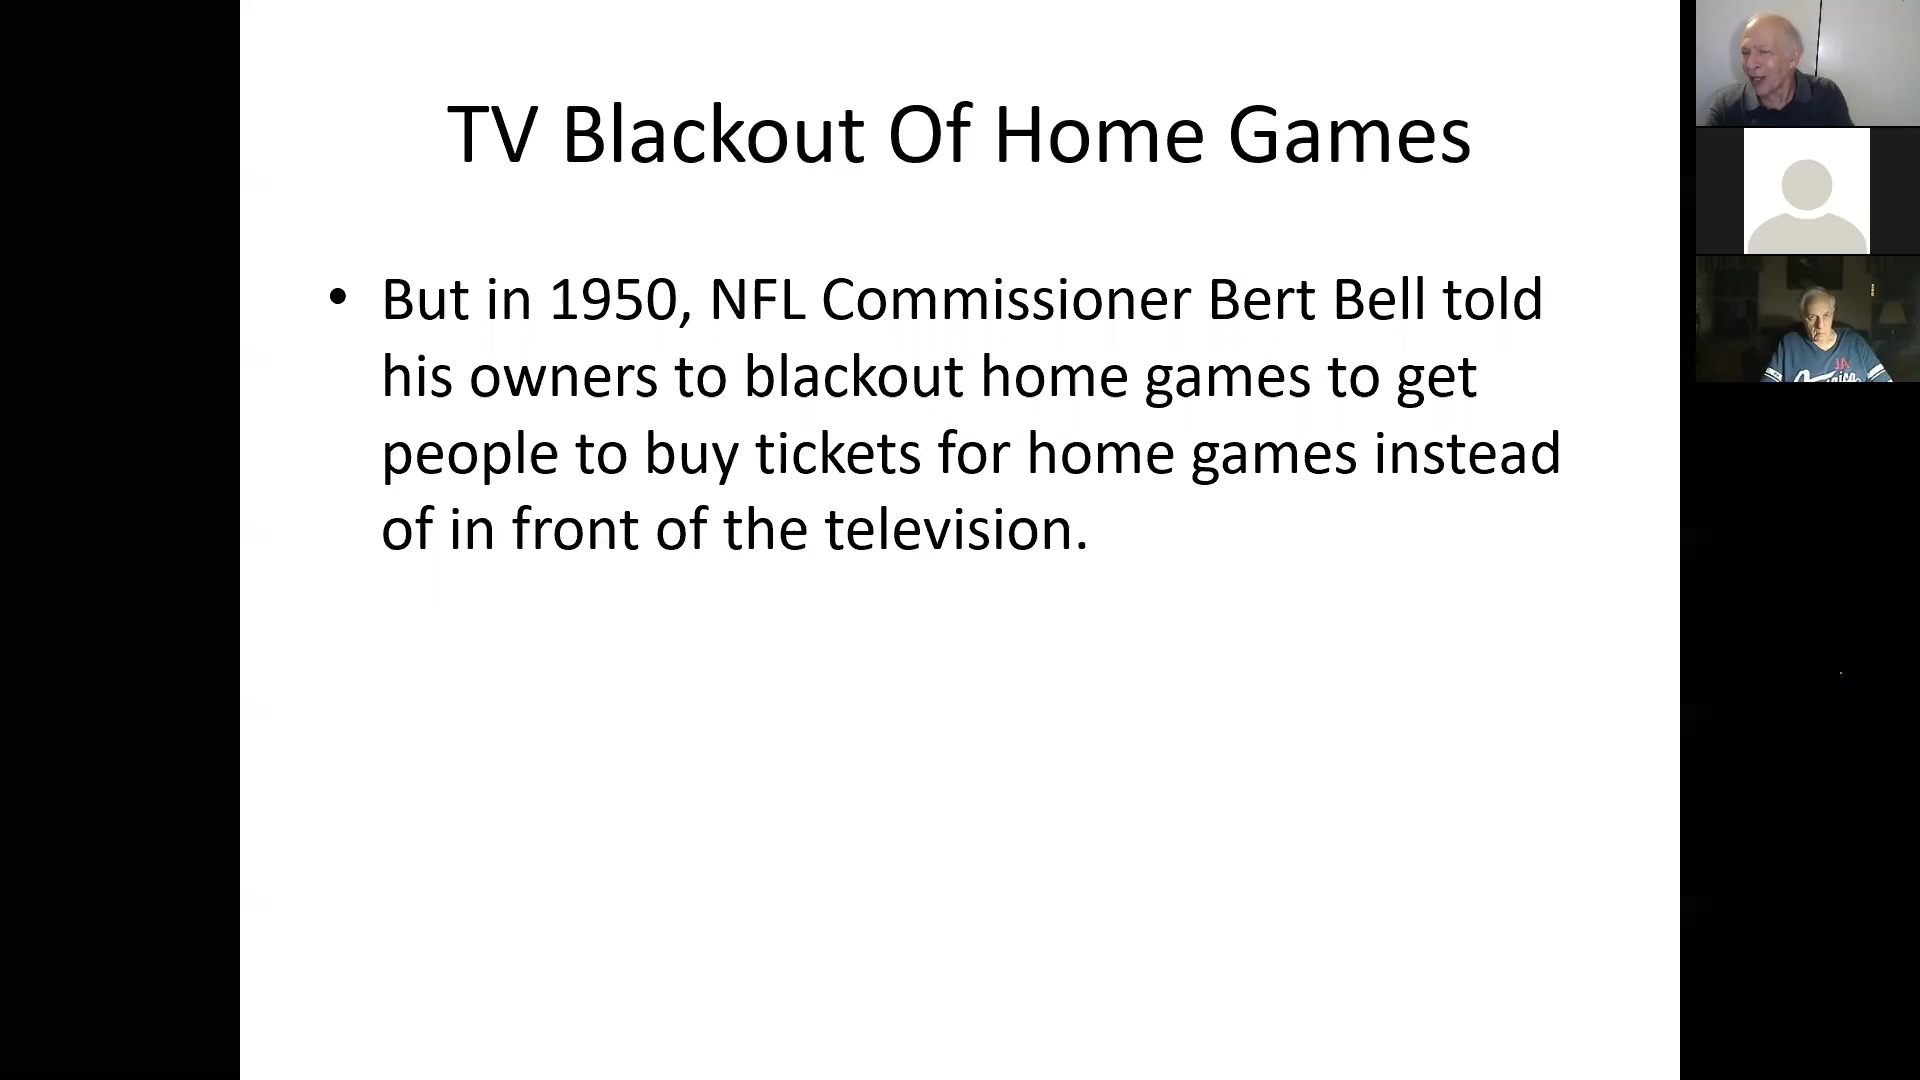 TV Blackout Of Home Games
• But in 1950, NFL Commissioner Bert Bell told
his owners to blackout home games to get
people to buy tickets for home games instead
of in front of the television.